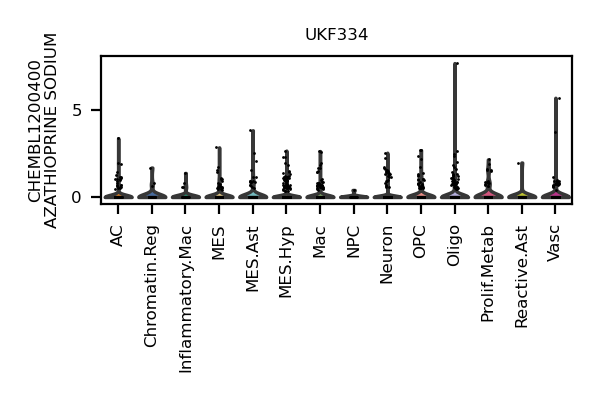 UKF334
CHEMBL1200400
AZATHIOPRINE SODIUM
5
0
AC
Chromatin.Reg
Inflammatory.Mac
MES
MES.Ast
MES.Hyp
Mac
NPC
Neuron
OPC
Oligo
Prolif.Metab
Reactive.Ast
Vasc